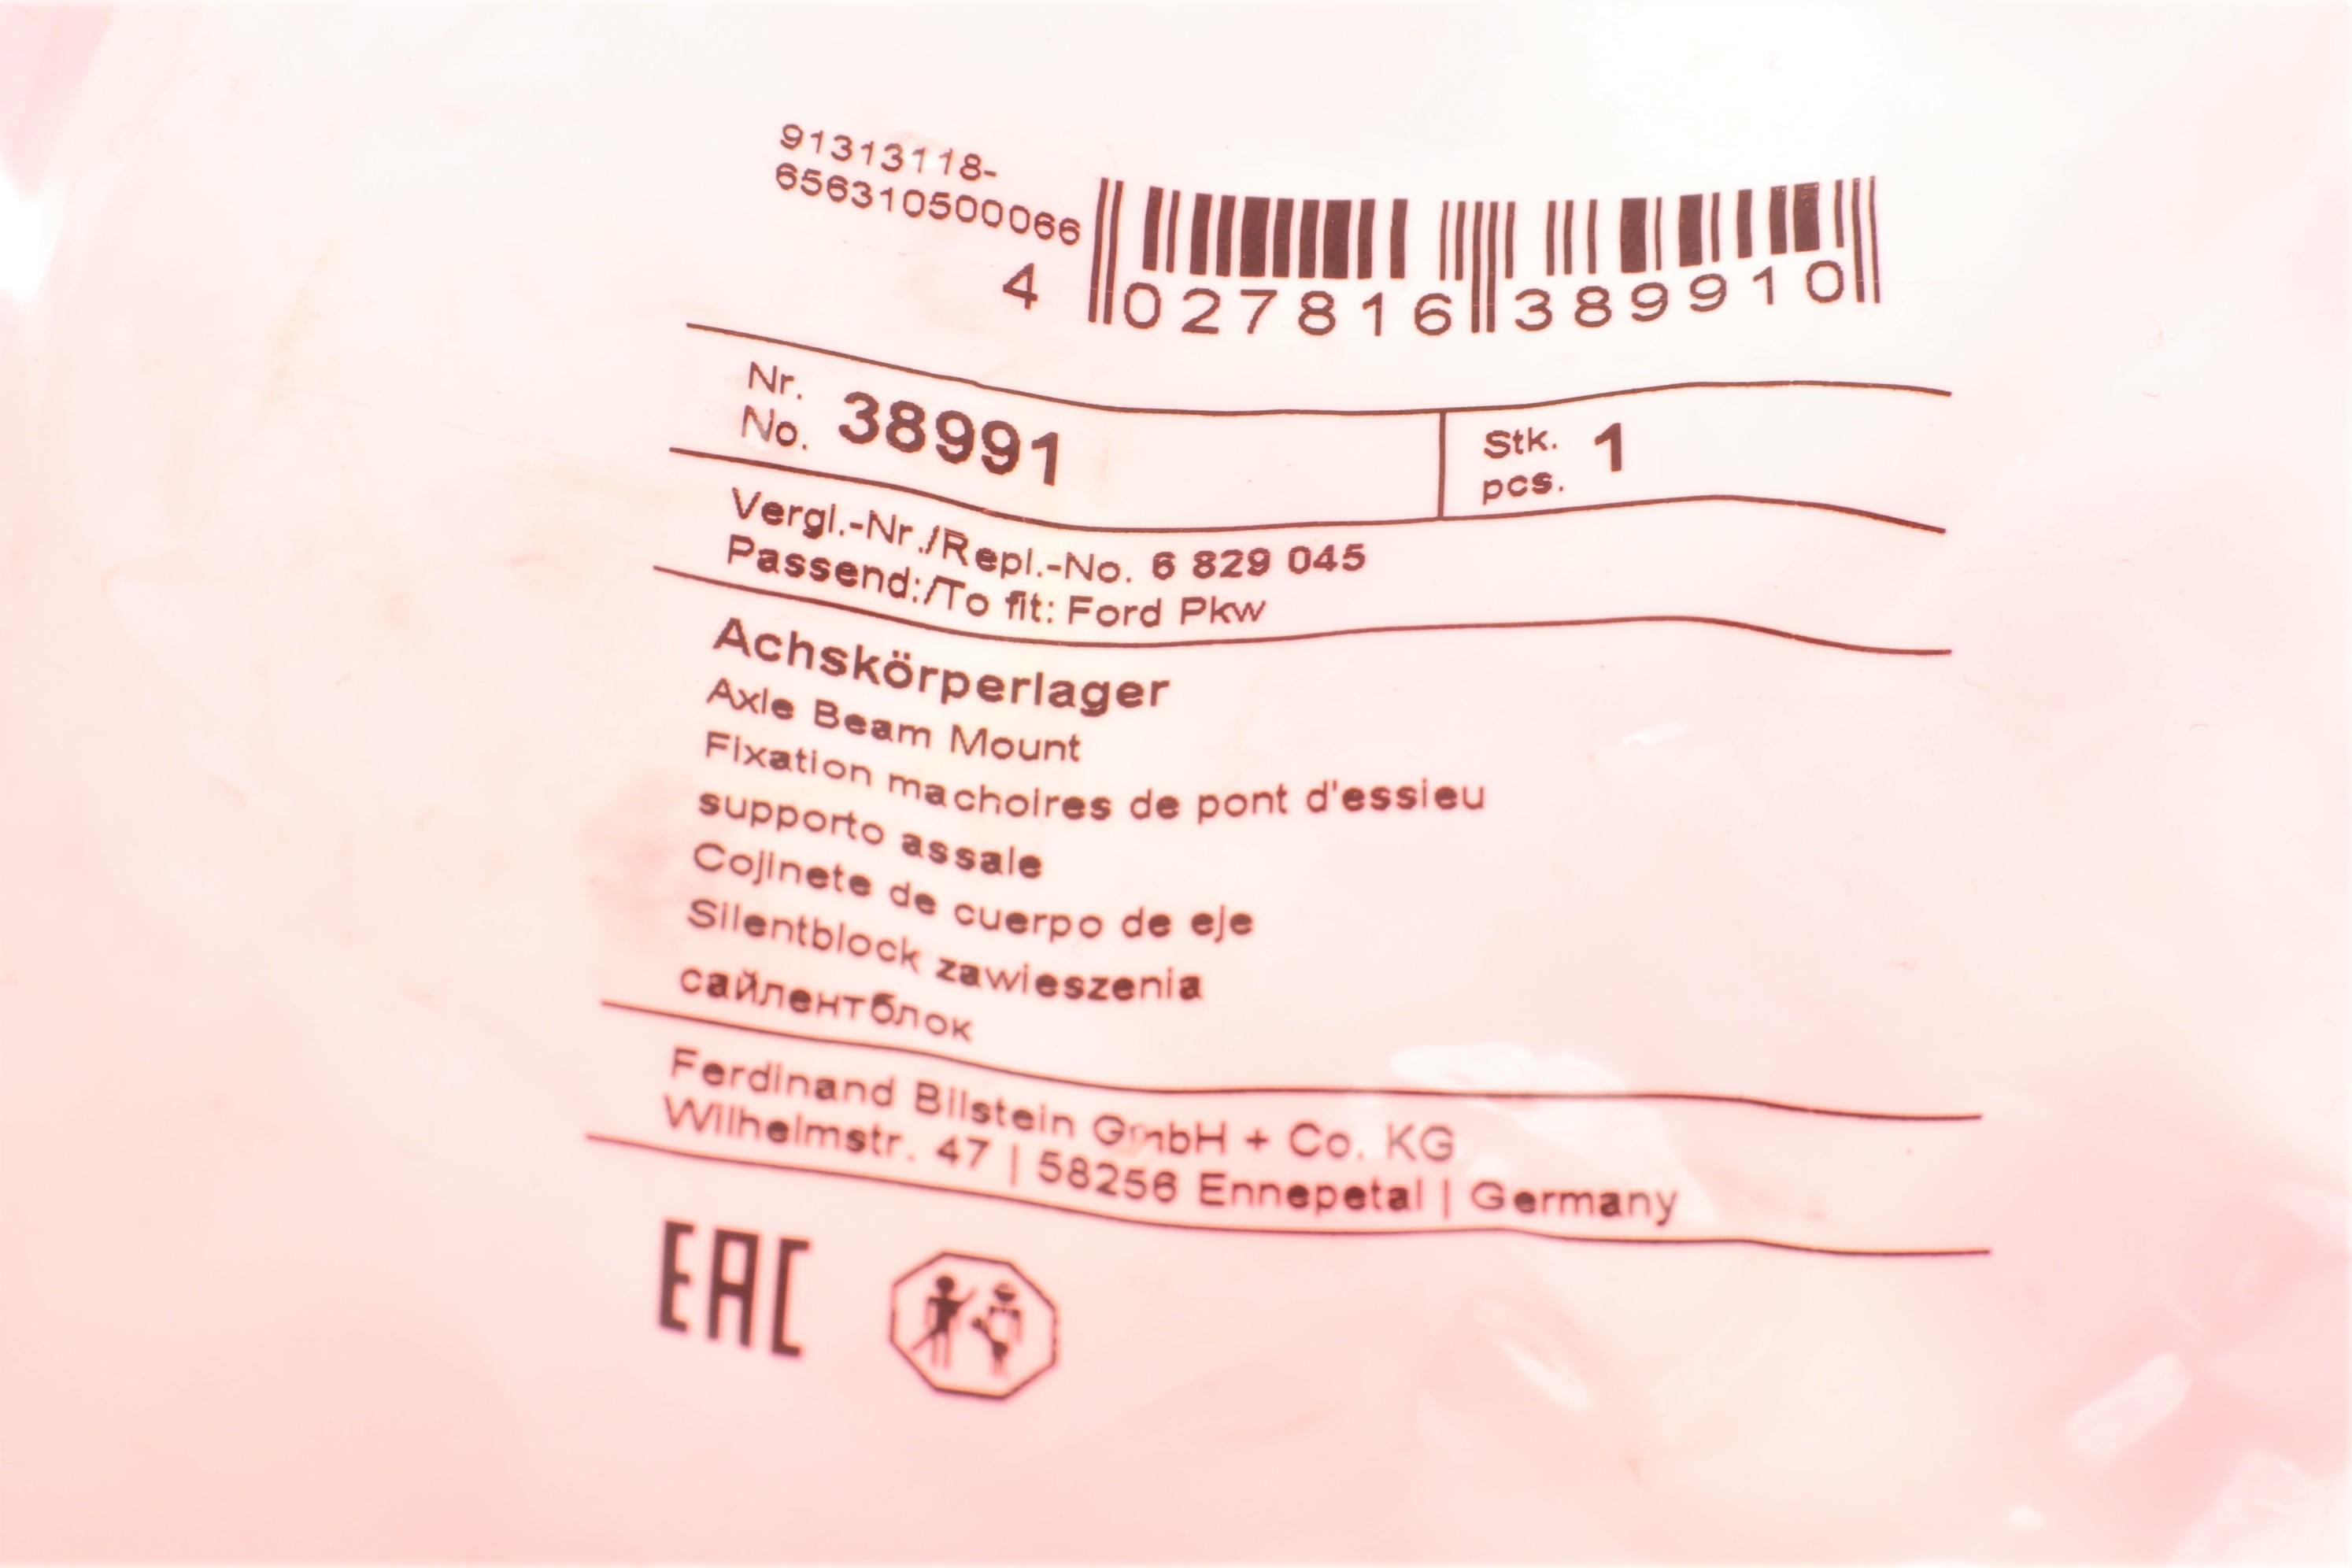 91313118-
656310500066
4 027816 389910
Nr.
No. 38991
Stk.
pcs. 1
Vergl.-Nr./Repl.-No. 6 829 045
Passend:/To fit: Ford Pkw
Achskörperlager
Axle Beam Mount
Fixation machoires de pont d'essieu
supporto assale
Cojinete de cuerpo de eje
Silentblock zawieszenia
сайлентблок
Ferdinand Bilstein GmbH + Co. KG
Wilhelmstr. 47 | 58256 Ennepetal | Germany
EAC